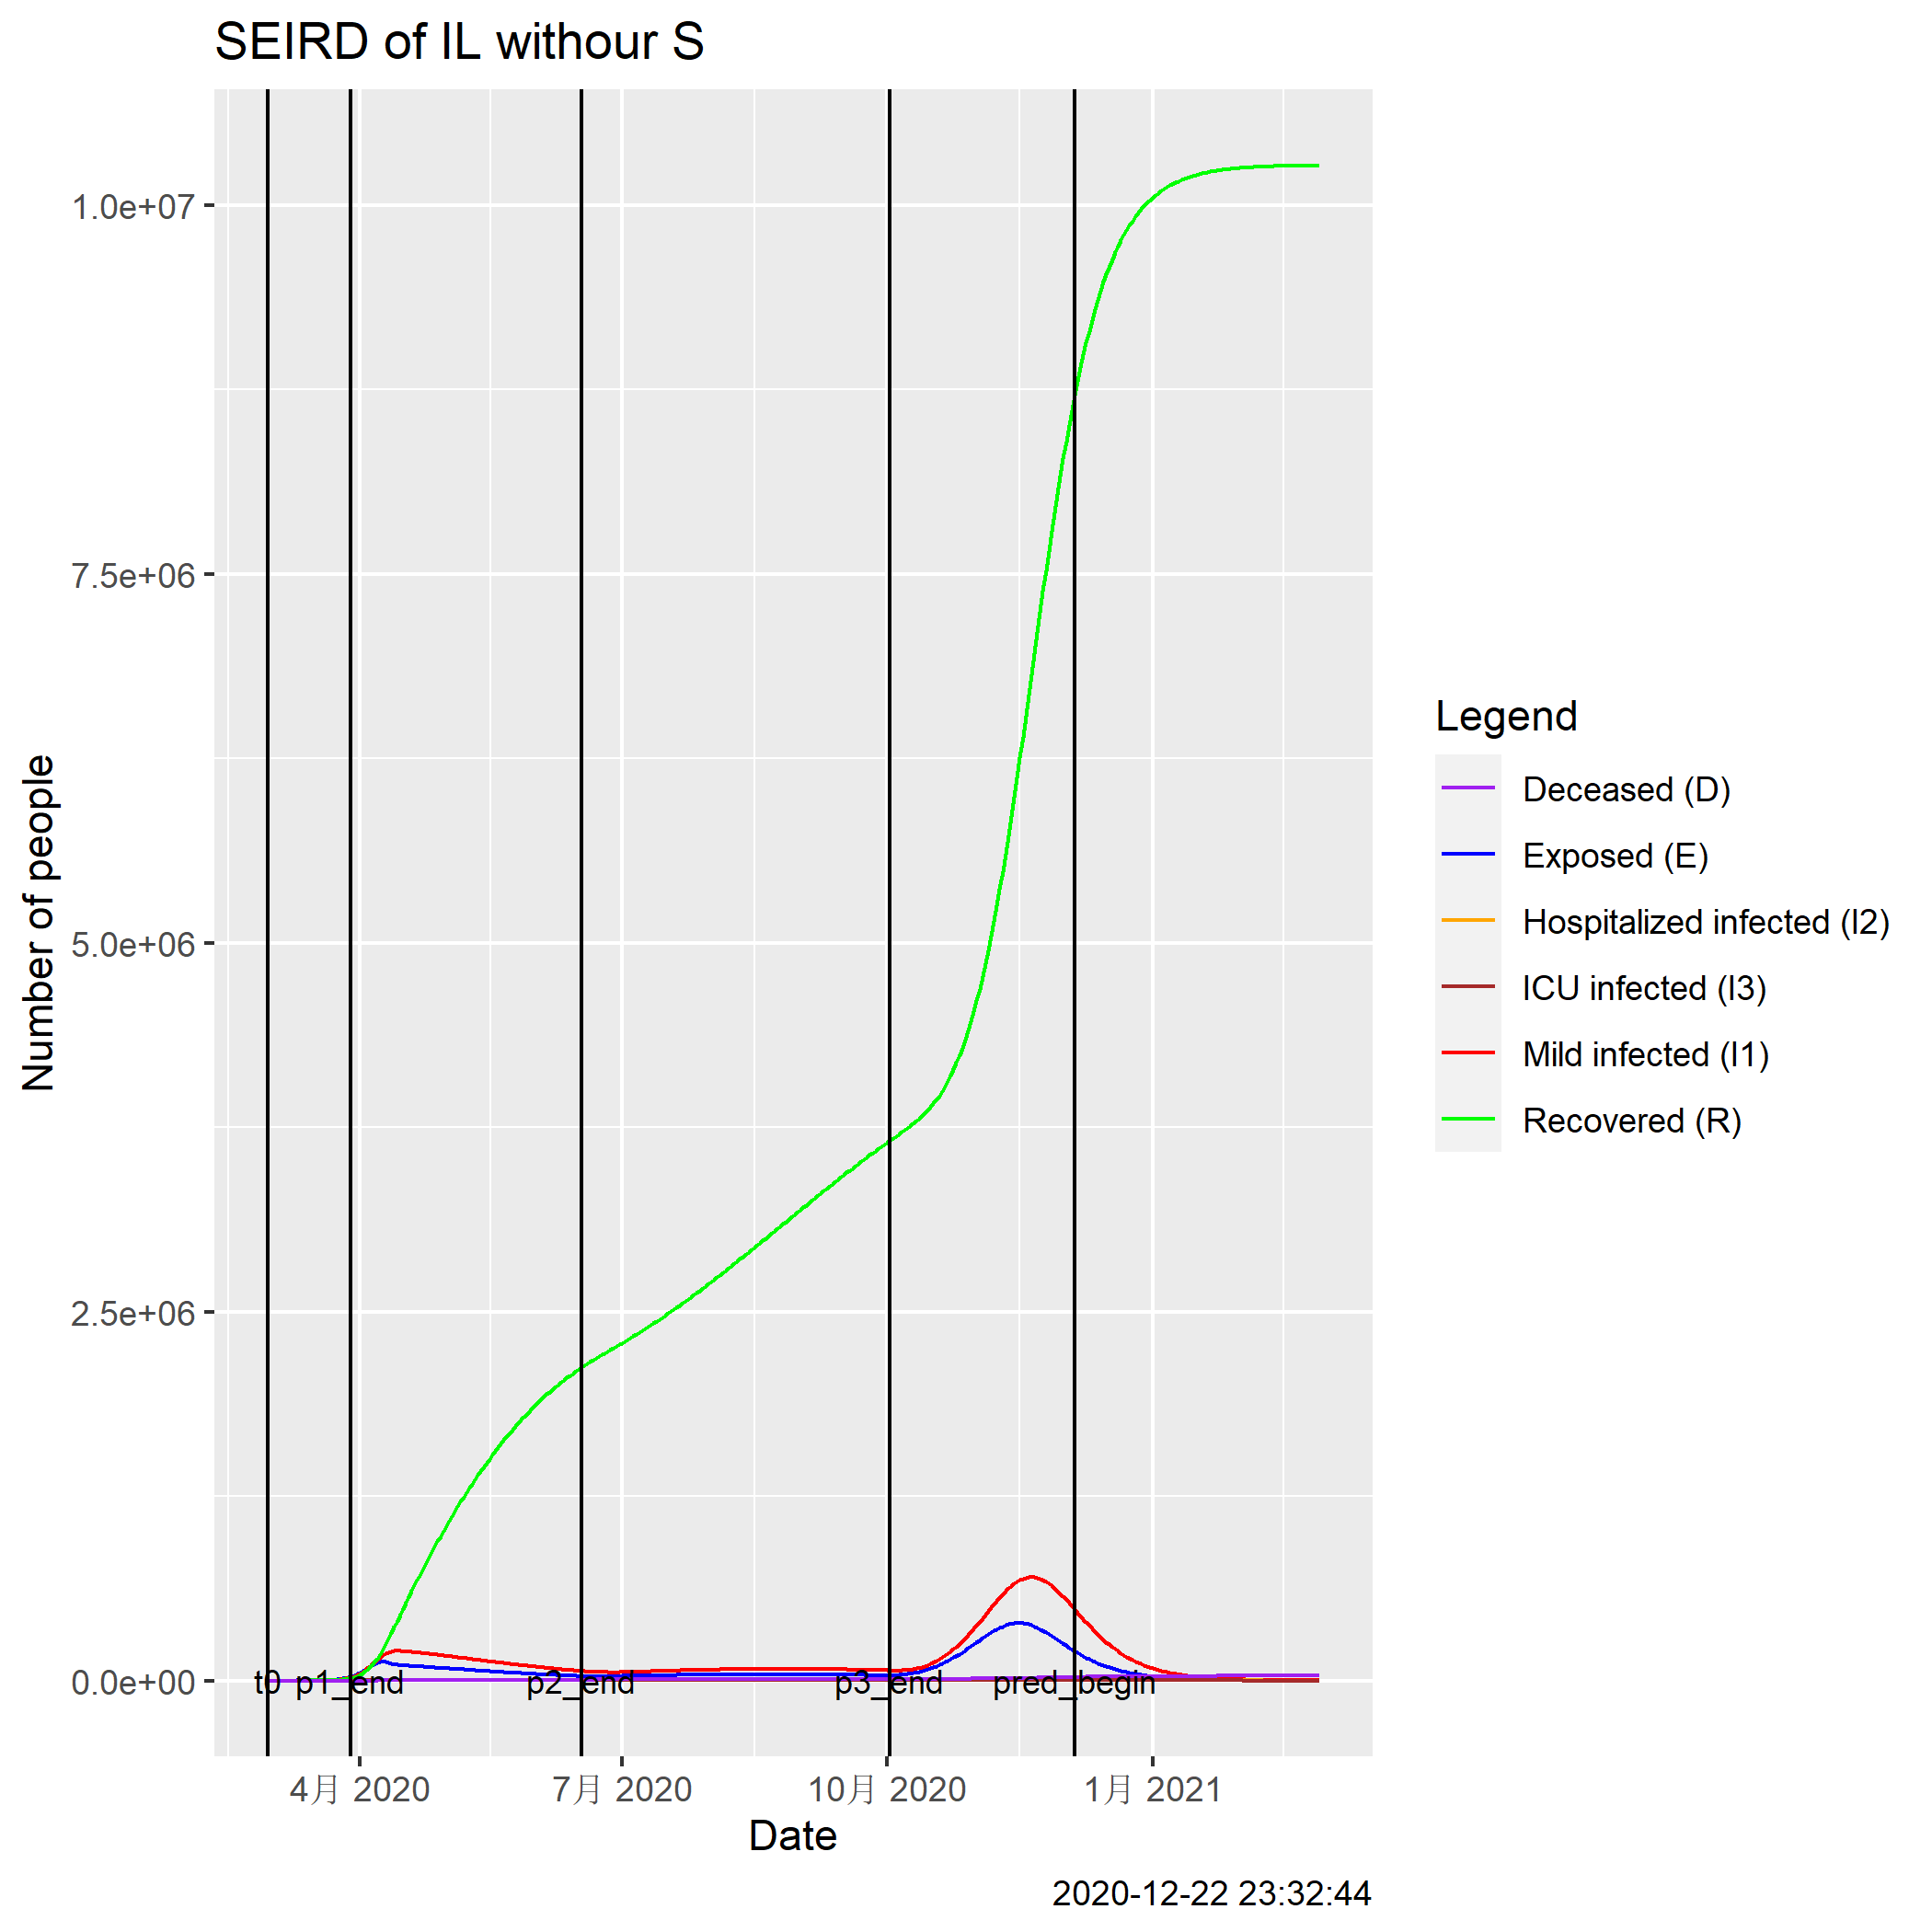 SEIRD of IL withour S
Number of people
1.0e+07
7.5e+06
5.0e+06
2.5e+06
0.0e+00
t0 p1_end p2_end p3_end pred_begin
4月 2020 7月 2020 10月 2020 1月 2021
Date
2020-12-22 23:32:44
Legend
Deceased (D)
Exposed (E)
Hospitalized infected (I2)
ICU infected (I3)
Mild infected (I1)
Recovered (R)